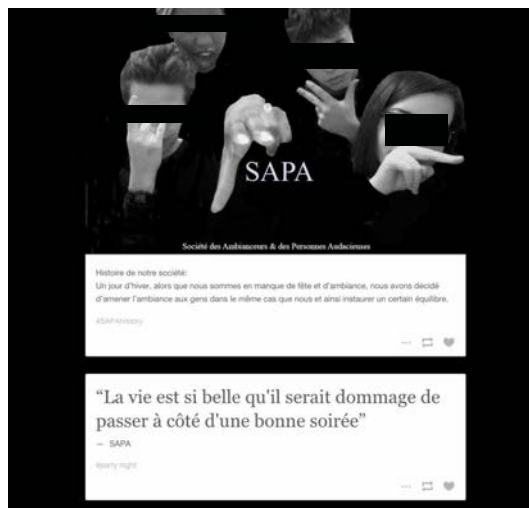 SAPA
Société des Ambianceurs & des Personnes Audacieuses
Histoire de notre société:
Un jour d'hiver, alors que nous sommes en manque de fête et d'ambiance, nous avons décidé
d'amener l'ambiance aux gens dans le même cas que nous et ainsi instaurer un certain équilibre.
#SAPAhistory
“La vie est si belle qu'il serait dommage de
passer à côté d'une bonne soirée”
— SAPA
#party night